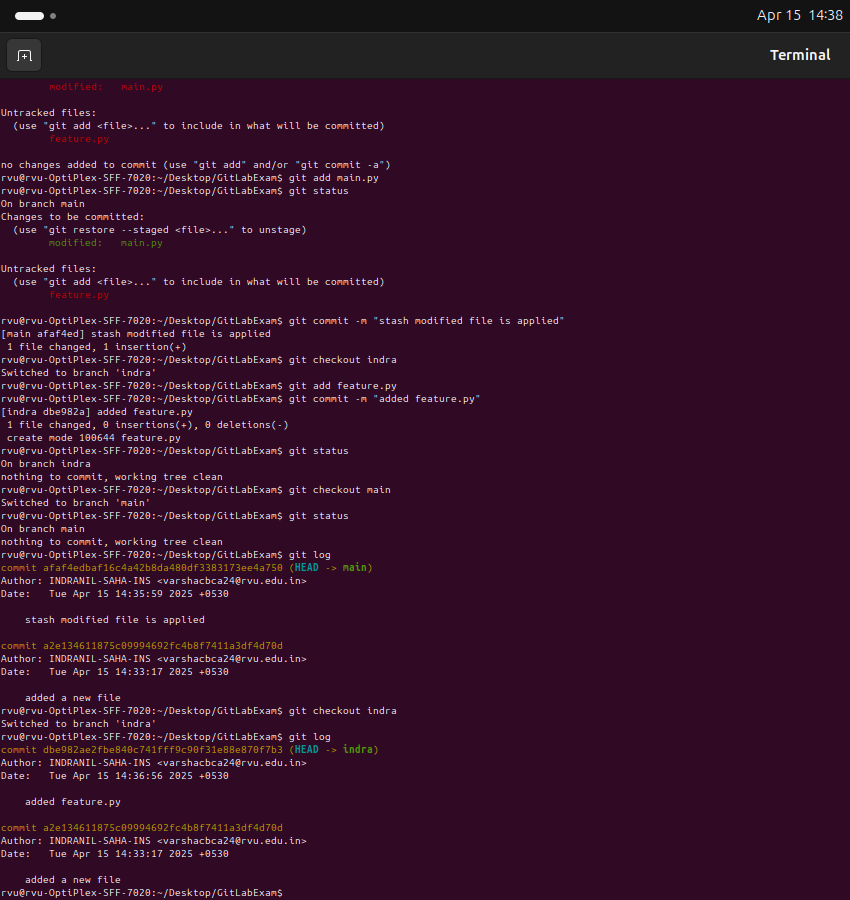 Apr 15 14:38
Terminal
modified: main.py
Untracked files:
(use "git add <file>..." to include in what will be committed)
feature.py
no changes added to commit (use "git add" and/or "git commit -a")
rvu@rvu-OptiPlex-SFF-7020:~/Desktop/GitLabExam$ git add main.py
rvu@rvu-OptiPlex-SFF-7020:~/Desktop/GitLabExam$ git status
On branch main
Changes to be committed:
(use "git restore --staged <file>..." to unstage)
modified: main.py
Untracked files:
(use "git add <file>..." to include in what will be committed)
feature.py
rvu@rvu-OptiPlex-SFF-7020:~/Desktop/GitLabExam$ git commit -m "stash modified file is applied"
[main afaf4ed] stash modified file is applied
1 file changed, 1 insertion(+)
rvu@rvu-OptiPlex-SFF-7020:~/Desktop/GitLabExam$ git checkout indra
Switched to branch 'indra'
rvu@rvu-OptiPlex-SFF-7020:~/Desktop/GitLabExam$ git add feature.py
rvu@rvu-OptiPlex-SFF-7020:~/Desktop/GitLabExam$ git commit -m "added feature.py"
[indra dbe982a] added feature.py
1 file changed, 0 insertions(+), 0 deletions(-)
create mode 100644 feature.py
rvu@rvu-OptiPlex-SFF-7020:~/Desktop/GitLabExam$ git status
On branch indra
nothing to commit, working tree clean
rvu@rvu-OptiPlex-SFF-7020:~/Desktop/GitLabExam$ git checkout main
Switched to branch 'main'
rvu@rvu-OptiPlex-SFF-7020:~/Desktop/GitLabExam$ git status
On branch main
nothing to commit, working tree clean
rvu@rvu-OptiPlex-SFF-7020:~/Desktop/GitLabExam$ git log
commit afaf4edbaf16c4a42b8da480df3383173ee4a750 (HEAD -> main)
Author: INDRANIL-SAHA-INS <varshacbca24@rvu.edu.in>
Date: Tue Apr 15 14:35:59 2025 +0530
stash modified file is applied
commit a2e134611875c09994692fc4b8f7411a3df4d70d
Author: INDRANIL-SAHA-INS <varshacbca24@rvu.edu.in>
Date: Tue Apr 15 14:33:17 2025 +0530
added a new file
rvu@rvu-OptiPlex-SFF-7020:~/Desktop/GitLabExam$ git checkout indra
Switched to branch 'indra'
rvu@rvu-OptiPlex-SFF-7020:~/Desktop/GitLabExam$ git log
commit dbe982ae2fbe840c741fff9c90f31e88e870f7b3 (HEAD -> indra)
Author: INDRANIL-SAHA-INS <varshacbca24@rvu.edu.in>
Date: Tue Apr 15 14:36:56 2025 +0530
added feature.py
commit a2e134611875c09994692fc4b8f7411a3df4d70d
Author: INDRANIL-SAHA-INS <varshacbca24@rvu.edu.in>
Date: Tue Apr 15 14:33:17 2025 +0530
added a new file
rvu@rvu-OptiPlex-SFF-7020:~/Desktop/GitLabExam$